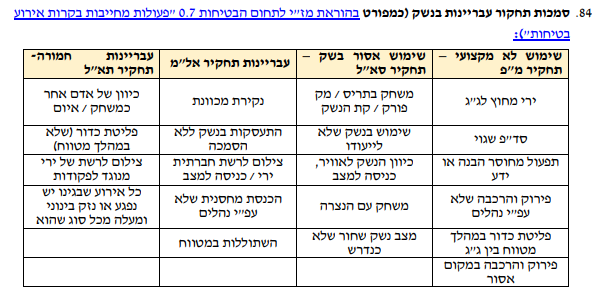 84. סמכות תחקור עבריינות בנשק (כמפורט בהוראת מז״י לתחום הבטיחות 0.7 ״פעולות מחייבות בקרות אירוע
בטיחות״):
שימוש לא מקצועי – תחקיר מ״פ
שימוש אסור בשק – תחקיר סא״ל
עבריינות תחקיר אל״מ
עבריינות חמורה- תחקיר תא״ל
ירי מחוץ לג״ג
משחק בתריס / מק פורק / קת הנשק
נקירת מכוונת
כיוון של אדם אחר כמשחק / איום
סד״פ שגוי
שימוש בנשק שלא לייעודו
התעסקות בנשק ללא הסמכה
פליטת כדור (שלא במהלך מטווח)
תפעול מחוסר הבנה או ידע
כיוון הנשק לאוויר, כניסה למצב
צילום לרשת חברתית ירי / כניסה למצב
צילום לרשת של ירי מנוגד לפקודות
פירוק והרכבה שלא עפ״י נהלים
משחק עם הנצרה
הכנסת מחסנית שלא עפ״י נהלים
כל אירוע שבגינו יש נפגע או נזק בינוני ומעלה מכל סוג שהוא
פליטת כדור במהלך מטווח בין ג״ג
מצב נשק שחור שלא כנדרש
השתוללות במטווח
פירוק והרכבה במקום אסור